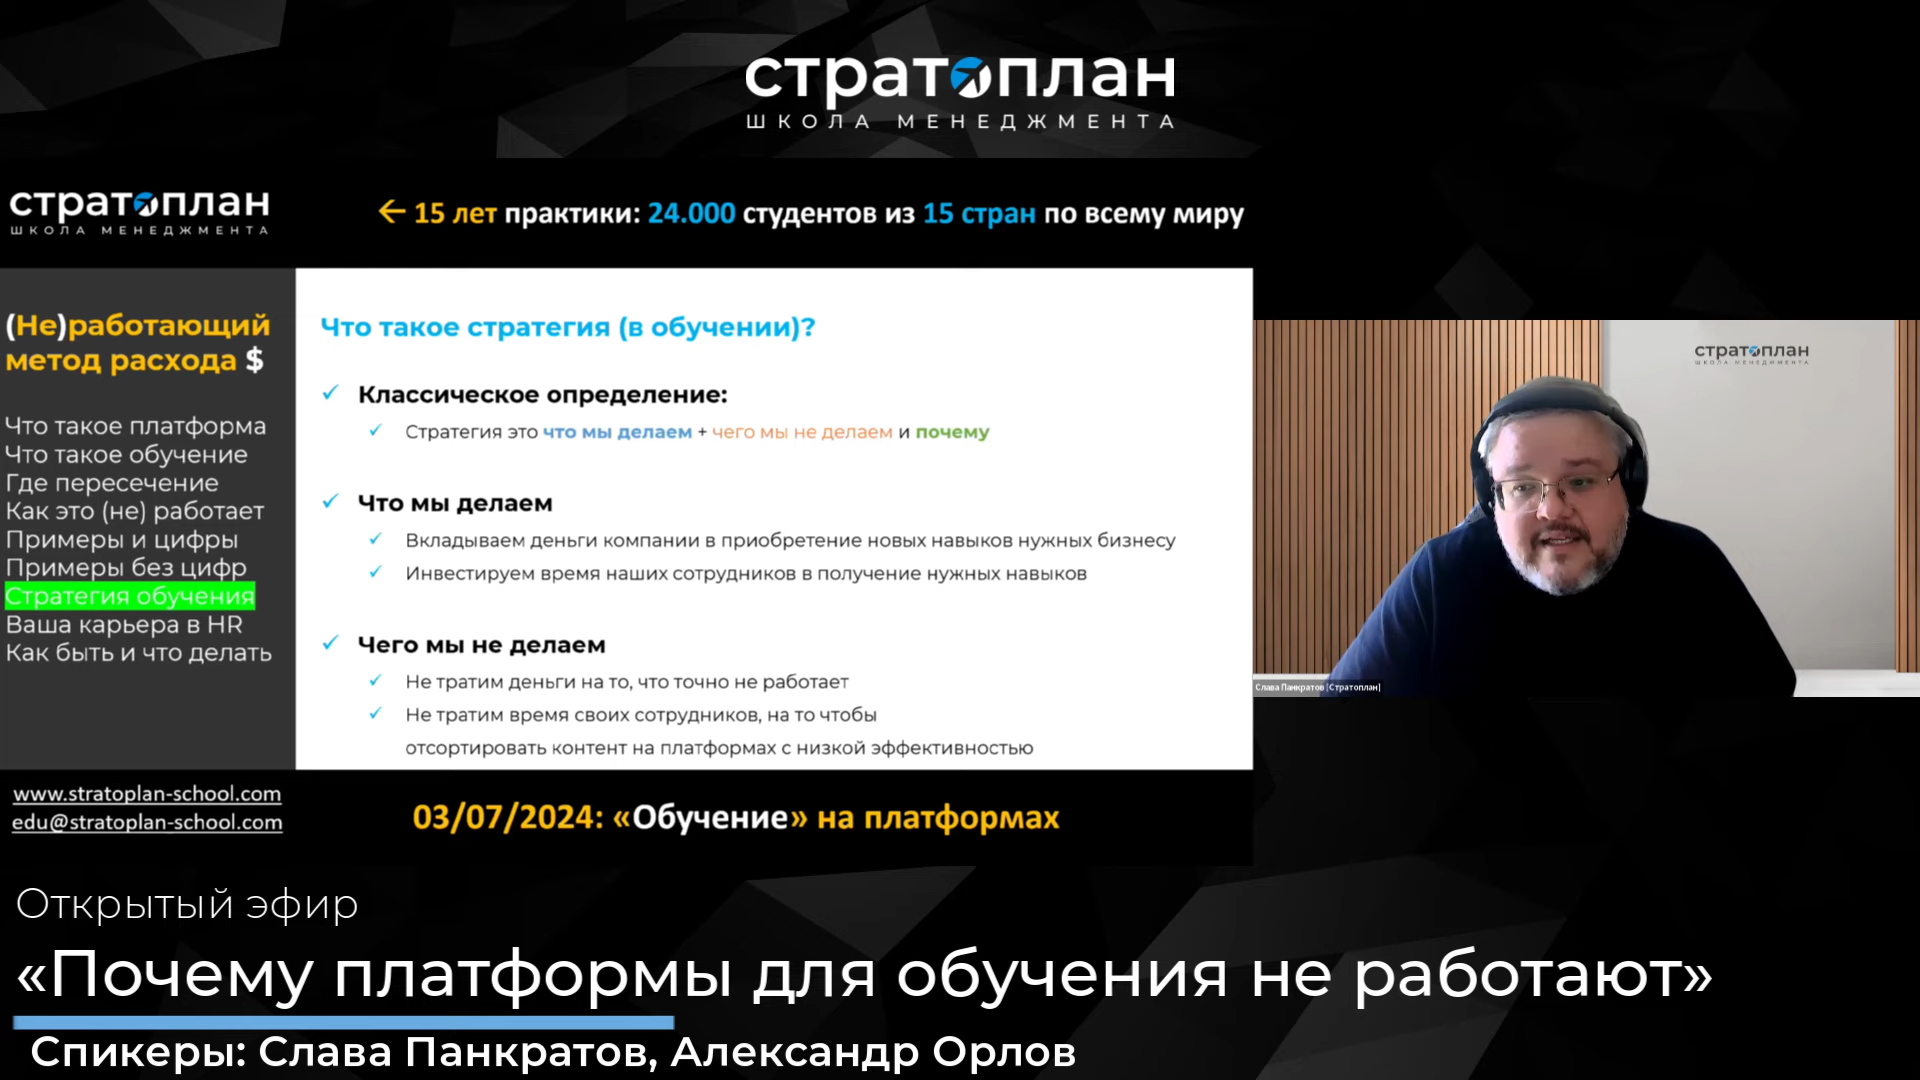 стратоплан
ШКОЛА МЕНЕДЖМЕНТА
стратоплан
ШКОЛА МЕНЕДЖМЕНТА
← 15 лет практики: 24.000 студентов из 15 стран по всему миру
(Не)работающий
метод расхода $
Что такое платформа
Что такое обучение
Где пересечение
Как это (не) работает
Примеры и цифры
Примеры без цифр
Стратегия обучения
Ваша карьера в HR
Как быть и что делать
Что такое стратегия (в обучении)?
✓ Классическое определение:
✓ Стратегия это что мы делаем + чего мы не делаем и почему
✓ Что мы делаем
✓ Вкладываем деньги компании в приобретение новых навыков нужных бизнесу
✓ Инвестируем время наших сотрудников в получение нужных навыков
✓ Чего мы не делаем
✓ Не тратим деньги на то, что точно не работает
✓ Не тратим время своих сотрудников, на то чтобы
отсортировать контент на платформах с низкой эффективностью
стратоплан
ШКОЛА МЕНЕДЖМЕНТА
Слава Панкратов [Стратоплан]
www.stratoplan-school.com
edu@stratoplan-school.com
03/07/2024: «Обучение» на платформах
Открытый эфир
«Почему платформы для обучения не работают»
Спикеры: Слава Панкратов, Александр Орлов